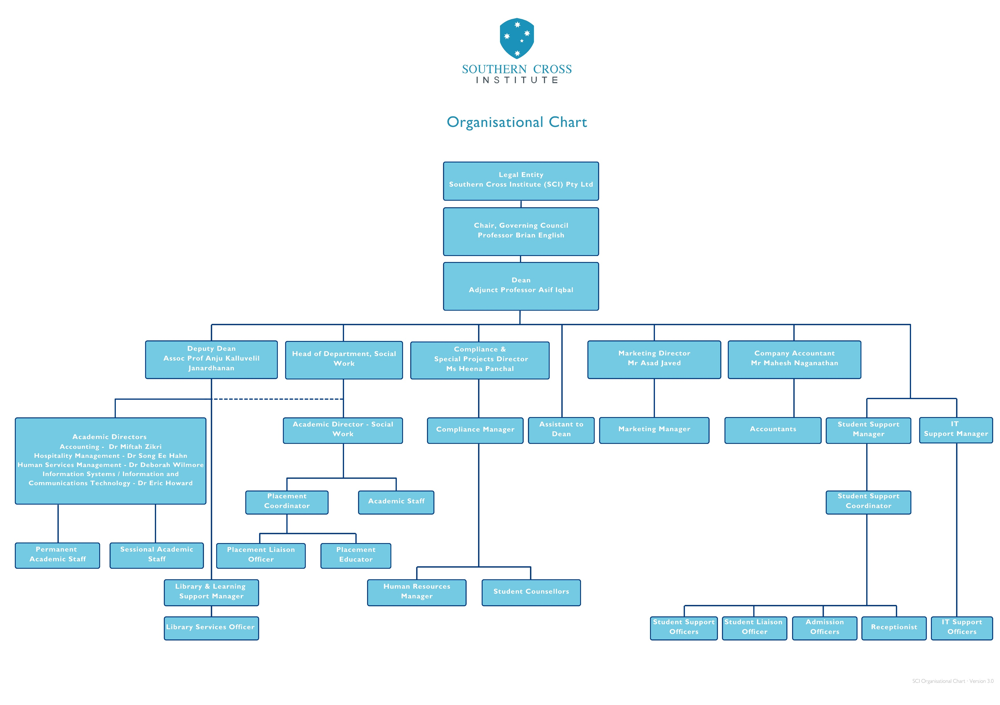 SOUTHERN CROSS
INSTITUTE
Organisational Chart
Legal Entity
Southern Cross Institute (SCI) Pty Ltd
Chair, Governing Council
Professor Brian English
Dean
Adjunct Professor Asif Iqbal
Deputy Dean
Assoc Prof Anju Kalluvelil
Janardhanan
Head of Department, Social
Work
Compliance &
Special Projects Director
Ms Heena Panchal
Marketing Director
Mr Asad Javed
Company Accountant
Mr Mahesh Naganathan
Academic Directors
Accounting - Dr Miftah Zikri
Hospitality Management - Dr Song Ee Hahn
Human Services Management - Dr Deborah Wilmore
Information Systems / Information and
Communications Technology - Dr Eric Howard
Academic Director - Social
Work
Compliance Manager
Assistant to
Dean
Marketing Manager
Accountants
Student Support
Manager
IT
Support Manager
Placement
Coordinator
Academic Staff
Student Support
Coordinator
Permanent
Academic Staff
Sessional Academic
Staff
Placement Liaison
Officer
Placement
Educator
Library & Learning
Support Manager
Human Resources
Manager
Student Counsellors
Library Services Officer
Student Support
Officers
Student Liaison
Officer
Admission
Officers
Receptionist
IT Support
Officers
SCI Organisational Chart - Version 3.0